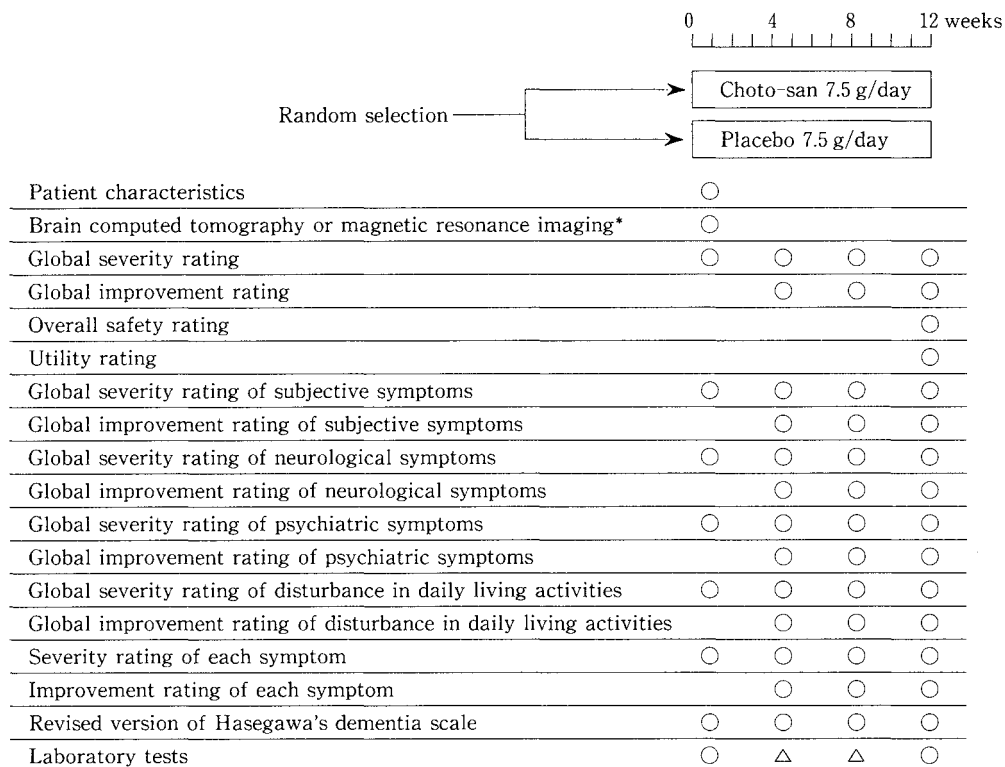 0 4 8 12 weeks
Choto-san 7.5 g/day
Random selection
Placebo 7.5 g/day
Patient characteristics ○
Brain computed tomography or magnetic resonance imaging* ○
Global severity rating ○ ○ ○ ○
Global improvement rating ○ ○ ○
Overall safety rating ○
Utility rating ○
Global severity rating of subjective symptoms ○ ○ ○ ○
Global improvement rating of subjective symptoms ○ ○ ○
Global severity rating of neurological symptoms ○ ○ ○ ○
Global improvement rating of neurological symptoms ○ ○ ○
Global severity rating of psychiatric symptoms ○ ○ ○ ○
Global improvement rating of psychiatric symptoms ○ ○ ○
Global severity rating of disturbance in daily living activities ○ ○ ○ ○
Global improvement rating of disturbance in daily living activities ○ ○ ○
Severity rating of each symptom ○ ○ ○ ○
Improvement rating of each symptom ○ ○ ○
Revised version of Hasegawa's dementia scale ○ ○ ○ ○
Laboratory tests ○ △ △ ○